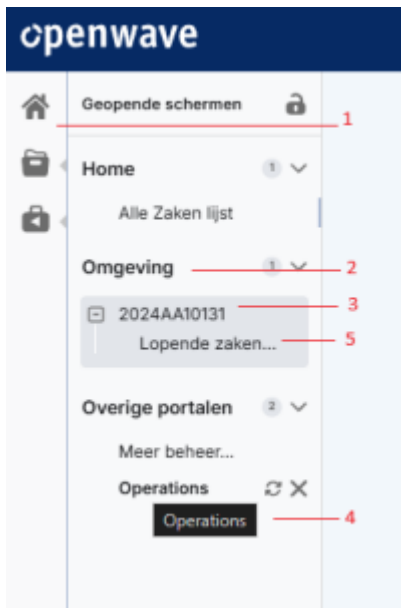 openwave
Geopende schermen
1
Home 1
Alle Zaken lijst
Omgeving 1 2
2024AA10131 3
Lopende zaken... 5
Overige portalen 2
Meer beheer...
Operations
Operations 4